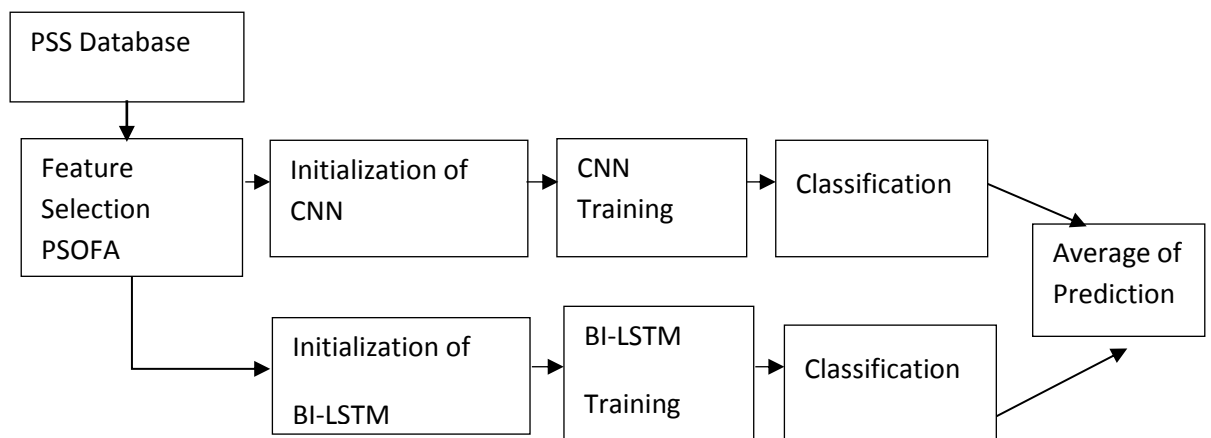 PSS Database
Feature
Selection
PSOFA
Initialization of
CNN
CNN
Training
Classification
Average of
Prediction
Initialization of
BI-LSTM
BI-LSTM
Training
Classification